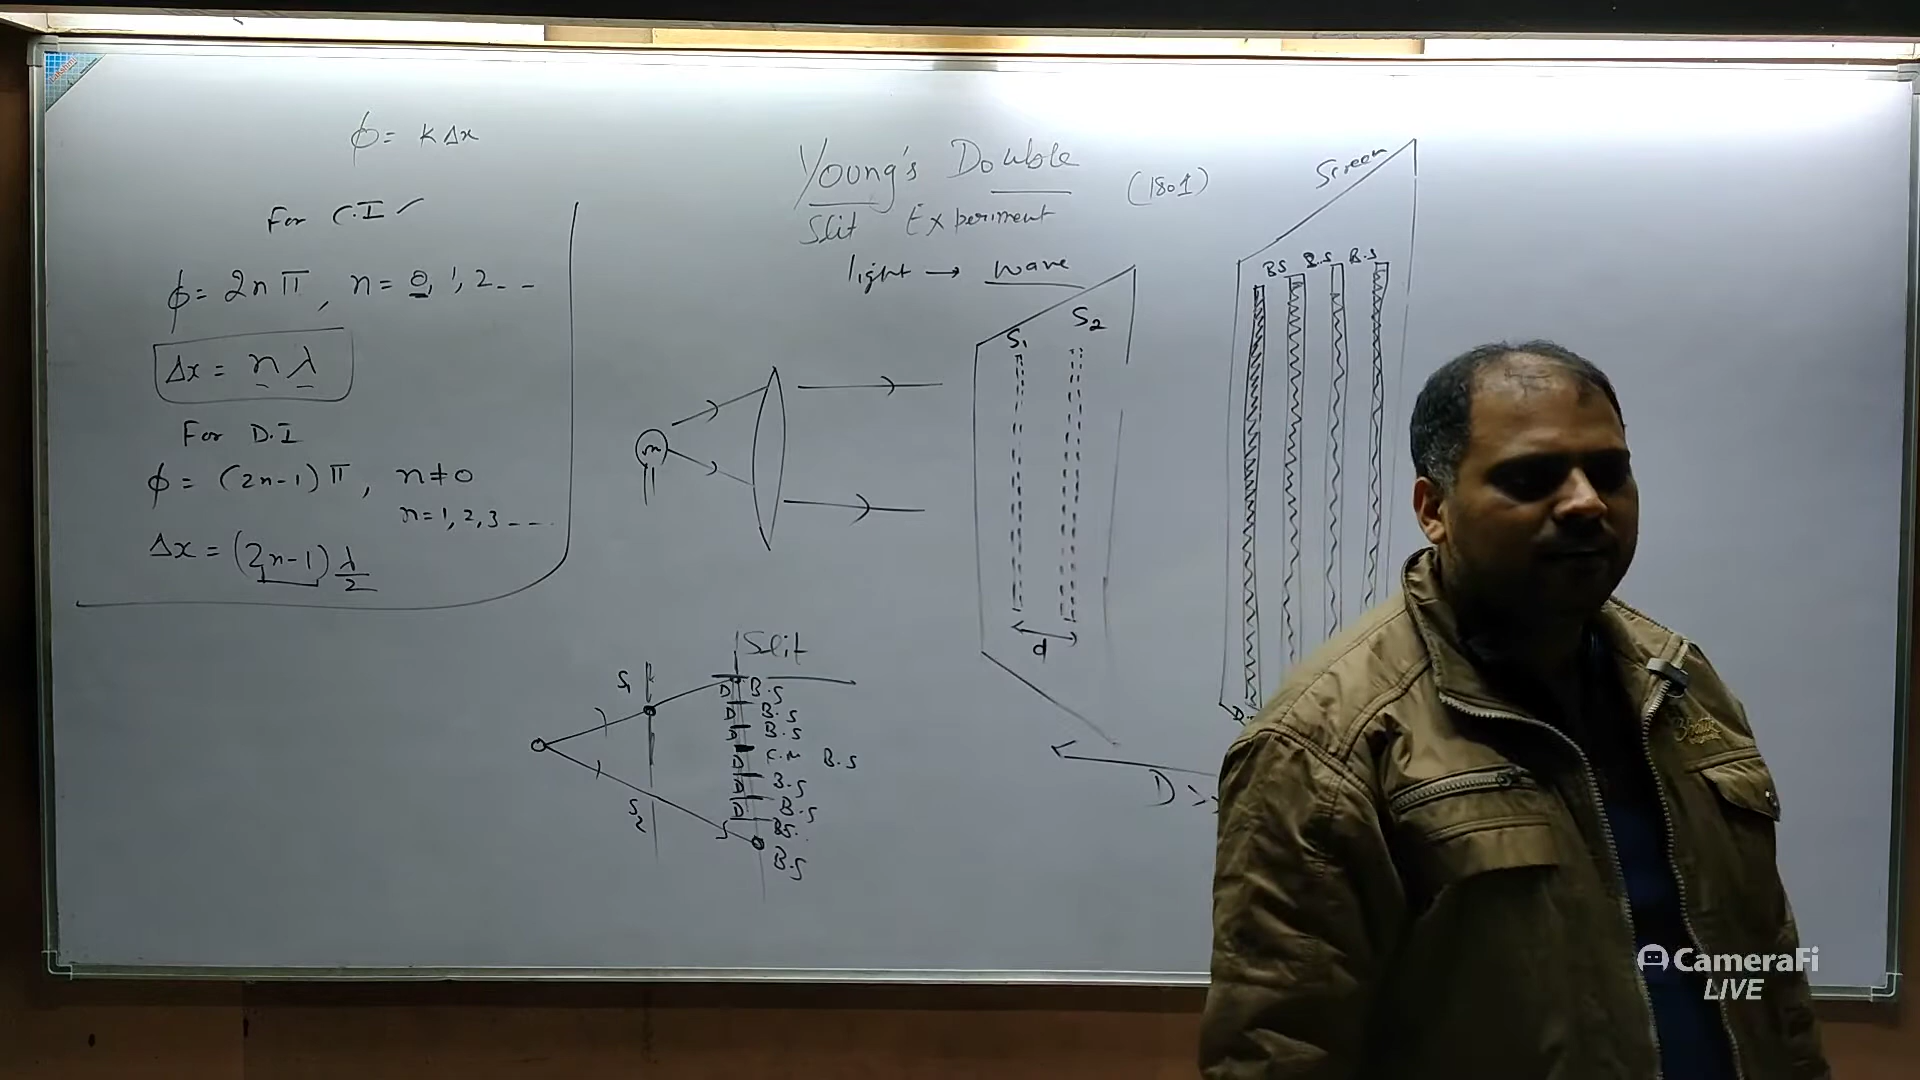 ϕ = K Δx
For C.I ✓
ϕ = 2nπ, n = 0, 1, 2 - -
Δx = nλ
For D.I
ϕ = (2n-1)π, n ≠ 0
n = 1, 2, 3 - - -
Δx = (2n-1) λ/2
Young's Double
Slit Experiment
(1801)
light → wave
S1
S2
d
D >
Screen
BS B.S B.S
D
Slit
S1
S2
D B.S
D B.S
D B.S
C.M B.S
D
D B.S
D B.S
BS.
B.S
CameraFi
LIVE